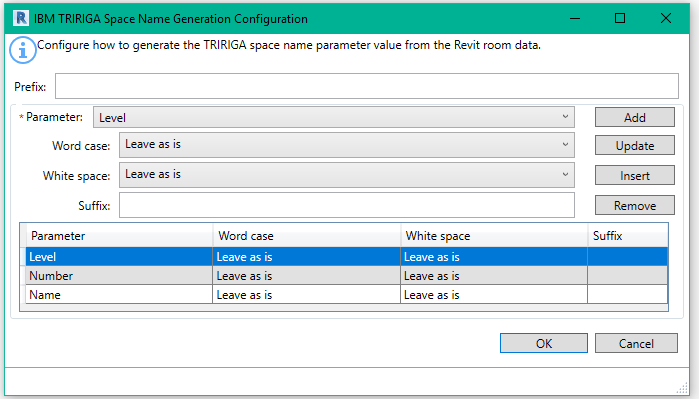 R IBM TRIRIGA Space Name Generation Configuration
i Configure how to generate the TRIRIGA space name parameter value from the Revit room data.
Prefix:
* Parameter: Level Add
Word case: Leave as is Update
White space: Leave as is Insert
Suffix: Remove
Parameter Word case White space Suffix
Level Leave as is Leave as is
Number Leave as is Leave as is
Name Leave as is Leave as is
OK Cancel